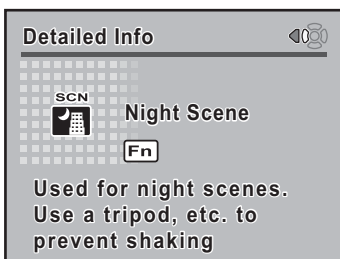 Detailed Info
SCN
Night Scene
Fn
Used for night scenes.
Use a tripod, etc. to
prevent shaking